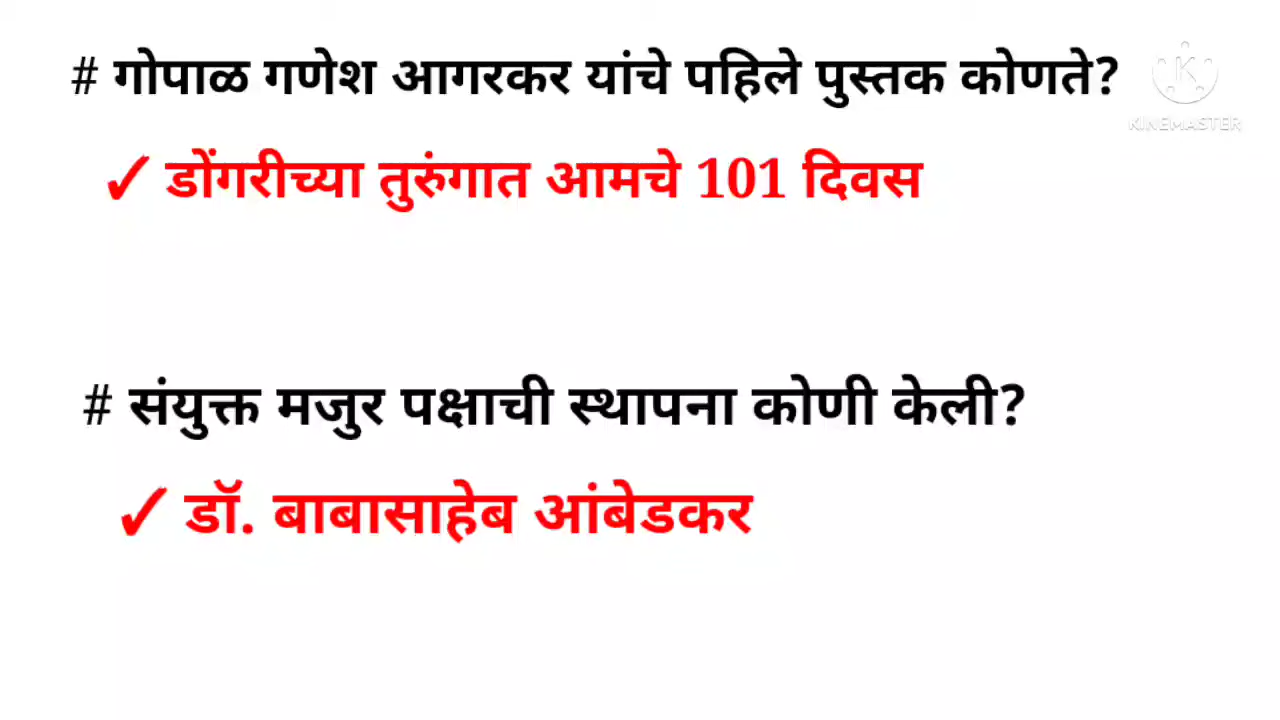 # गोपाळ गणेश आगरकर यांचे पहिले पुस्तक कोणते?
KINEMASTER
✓ डोंगरीच्या तुरुंगात आमचे 101 दिवस
# संयुक्त मजुर पक्षाची स्थापना कोणी केली?
✓ डॉ. बाबासाहेब आंबेडकर